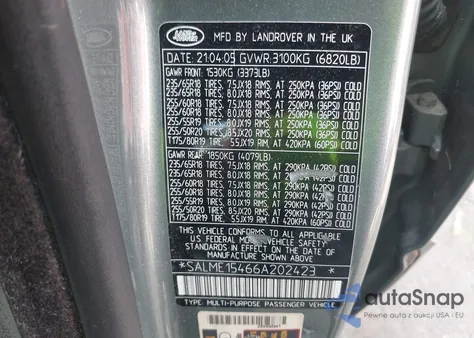 LAND ROVER
MFG BY LANDROVER IN THE UK
DATE: 21:04:05 GVWR:3100KG (6820LB)
GAWR FRONT: 1530KG (3373LB)
235/65R18 TIRES, 7.5JX18 RIMS, AT 250KPA (36PSI) COLD
235/65R18 TIRES, 8.0JX18 RIMS, AT 250KPA (36PSI) COLD
255/60R18 TIRES, 7.5JX18 RIMS, AT 250KPA (36PSI) COLD
255/60R18 TIRES, 8.0JX18 RIMS, AT 250KPA (36PSI) COLD
255/55R19 TIRES, 8.0JX19 RIMS, AT 250KPA (36PSI) COLD
255/50R20 TIRES, 8.5JX20 RIMS, AT 250KPA (36PSI) COLD
T175/80R19 TIRE, 5.5JX19 RIM, AT 420KPA (60PSI) COLD
GAWR REAR: 1850KG (4079LB)
235/65R18 TIRES, 7.5JX18 RIMS, AT 290KPA (42PSI) COLD
235/65R18 TIRES, 8.0JX18 RIMS, AT 290KPA (42PSI) COLD
255/60R18 TIRES, 7.5JX18 RIMS, AT 290KPA (42PSI) COLD
255/60R18 TIRES, 8.0JX18 RIMS, AT 290KPA (42PSI) COLD
255/55R19 TIRES, 8.0JX19 RIMS, AT 290KPA (42PSI) COLD
255/50R20 TIRES, 8.5JX20 RIMS, AT 290KPA (42PSI) COLD
T175/80R19 TIRE, 5.5JX19 RIM, AT 420KPA (60PSI) COLD
THIS VEHICLE CONFORMS TO ALL APPLICABLE
U.S. FEDERAL MOTOR VEHICLE SAFETY
STANDARDS IN EFFECT ON THE DATE OF
MANUFACTURE SHOWN ABOVE.
*SALME15466A202423*
TYPE: MULTI-PURPOSE PASSENGER VEHICLE
autaSnap
Pewne auta z aukcji w USA